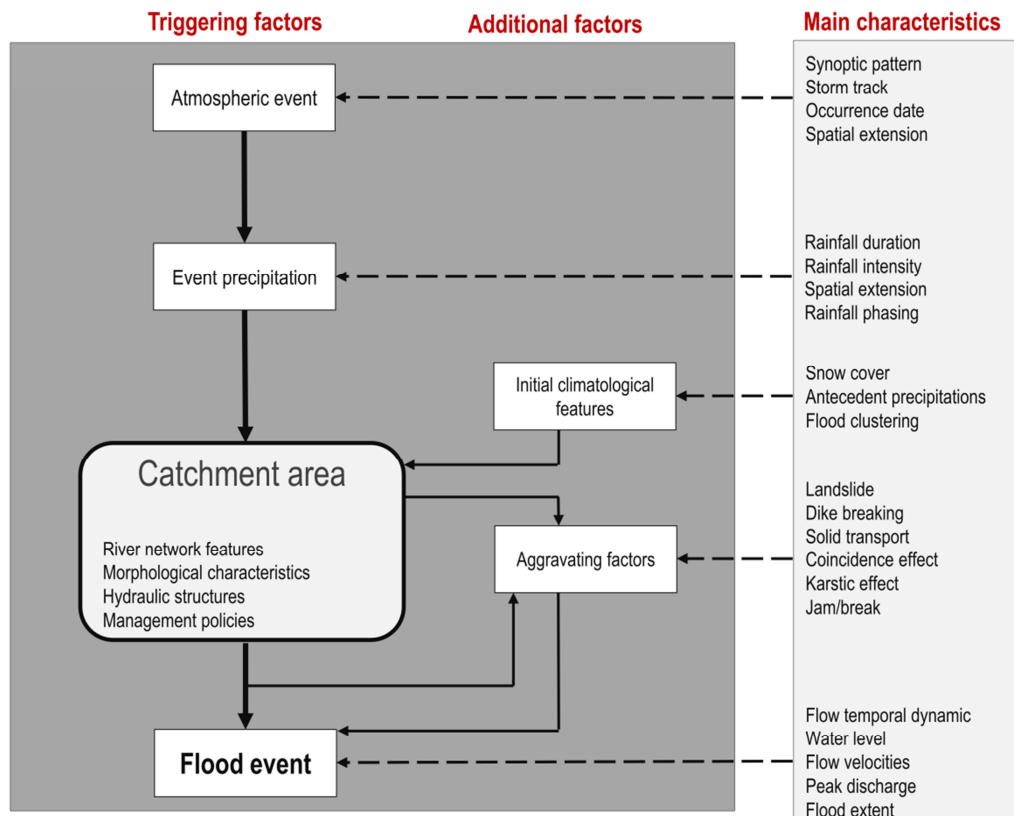 Triggering factors
Additional factors
Main characteristics
Atmospheric event
Synoptic pattern
Storm track
Occurrence date
Spatial extension
Event precipitation
Rainfall duration
Rainfall intensity
Spatial extension
Rainfall phasing
Initial climatological
features
Snow cover
Antecedent precipitations
Flood clustering
Catchment area
River network features
Morphological characteristics
Hydraulic structures
Management policies
Aggravating factors
Landslide
Dike breaking
Solid transport
Coincidence effect
Karstic effect
Jam/break
Flood event
Flow temporal dynamic
Water level
Flow velocities
Peak discharge
Flood extent